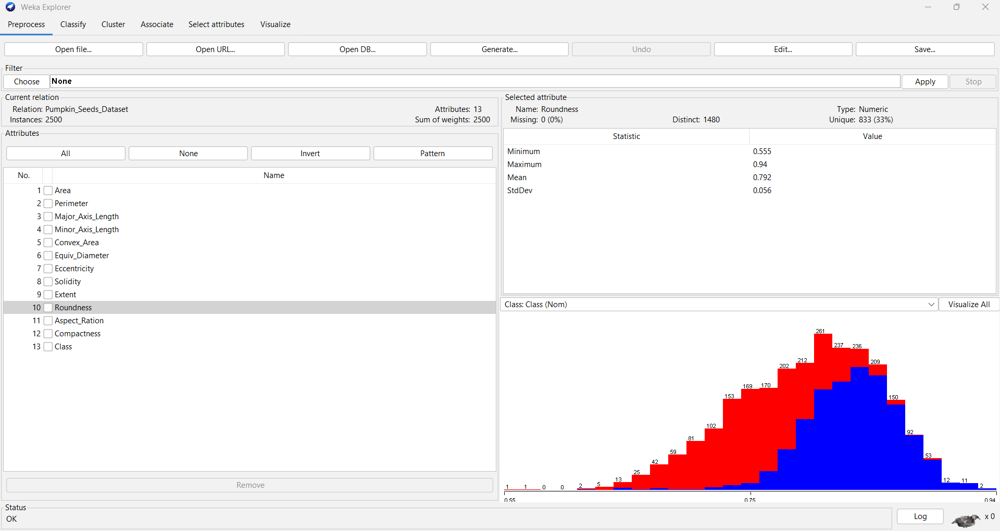 Weka Explorer
Preprocess Classify Cluster Associate Select attributes Visualize
Open file... Open URL... Open DB... Generate... Undo Edit... Save...
Filter
Choose None Apply Stop
Current relation
Relation: Pumpkin_Seeds_Dataset Attributes: 13
Instances: 2500 Sum of weights: 2500
Attributes
All None Invert Pattern
No. Name
1 Area
2 Perimeter
3 Major_Axis_Length
4 Minor_Axis_Length
5 Convex_Area
6 Equiv_Diameter
7 Eccentricity
8 Solidity
9 Extent
10 Roundness
11 Aspect_Ration
12 Compactness
13 Class
Remove
Selected attribute
Name: Roundness Type: Numeric
Missing: 0 (0%) Distinct: 1480 Unique: 833 (33%)
Statistic Value
Minimum 0.555
Maximum 0.94
Mean 0.792
StdDev 0.056
Class: Class (Nom) Visualize All
1 1 0 0 2 5 13 25 42 59 81 102 153 169 170 202 212 261 237 236 209 150 92 53 12 11 2
0.55 0.75 0.94
Status
OK
Log x 0